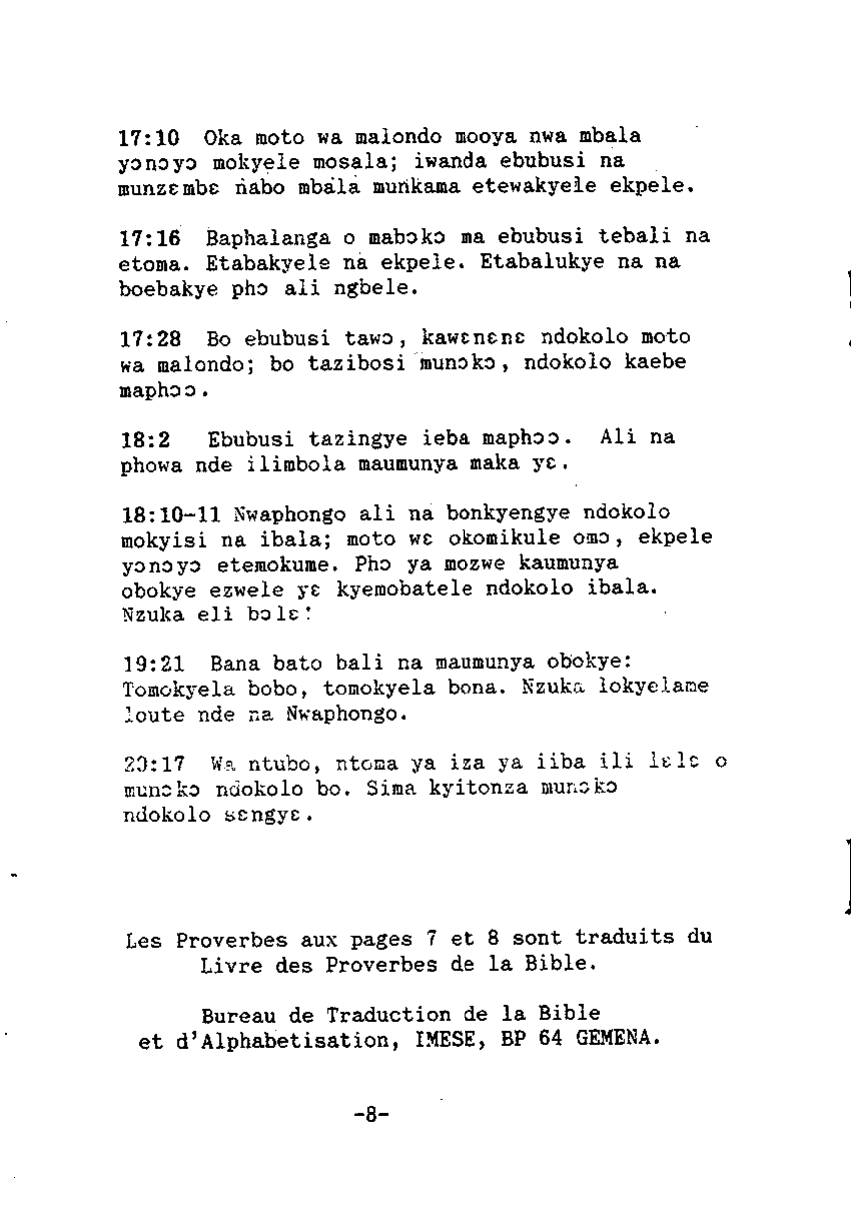 17:10 Oka moto wa malondo mooya nwa mbala
yɔnɔyɔ mokyele mosala; iwanda ebubusi na
munzɛmbɛ nabo mbala munkama etewakyele ekpele.
17:16 Baphalanga o mabɔkɔ ma ebubusi tebali na
etoma. Etabakyele na ekpele. Etabalukye na na
boebakye phɔ ali ngbele.
17:28 Bo ebubusi tawɔ, kawɛnɛnɛ ndokolo moto
wa malondo; bo tazibosi munɔkɔ, ndokolo kaebe
maphɔɔ.
18:2 Ebubusi tazingye ieba maphɔɔ. Ali na
phowa nde ilimbola maumunya maka yɛ.
18:10-11 Nwaphongo ali na bonkyengye ndokolo
mokyisi na ibala; moto wɛ okomikule omɔ, ekpele
yɔnɔyɔ etemokume. Phɔ ya mozwe kaumunya
obokye ezwele yɛ kyemobatele ndokolo ibala.
Nzuka eli bɔlɛ!
19:21 Bana bato bali na maumunya obokye:
Tomokyela bobo, tomokyela bona. Nzuka lokyelame
loute nde na Nwaphongo.
20:17 Wa ntubo, ntoma ya iza ya iiba ili lɛlɛ o
munɔkɔ ndokolo bo. Sima kyitonza munɔkɔ
ndokolo sɛngyɛ.
Les Proverbes aux pages 7 et 8 sont traduits du
Livre des Proverbes de la Bible.
Bureau de Traduction de la Bible
et d'Alphabetisation, IMESE, BP 64 GEMENA.
-8-